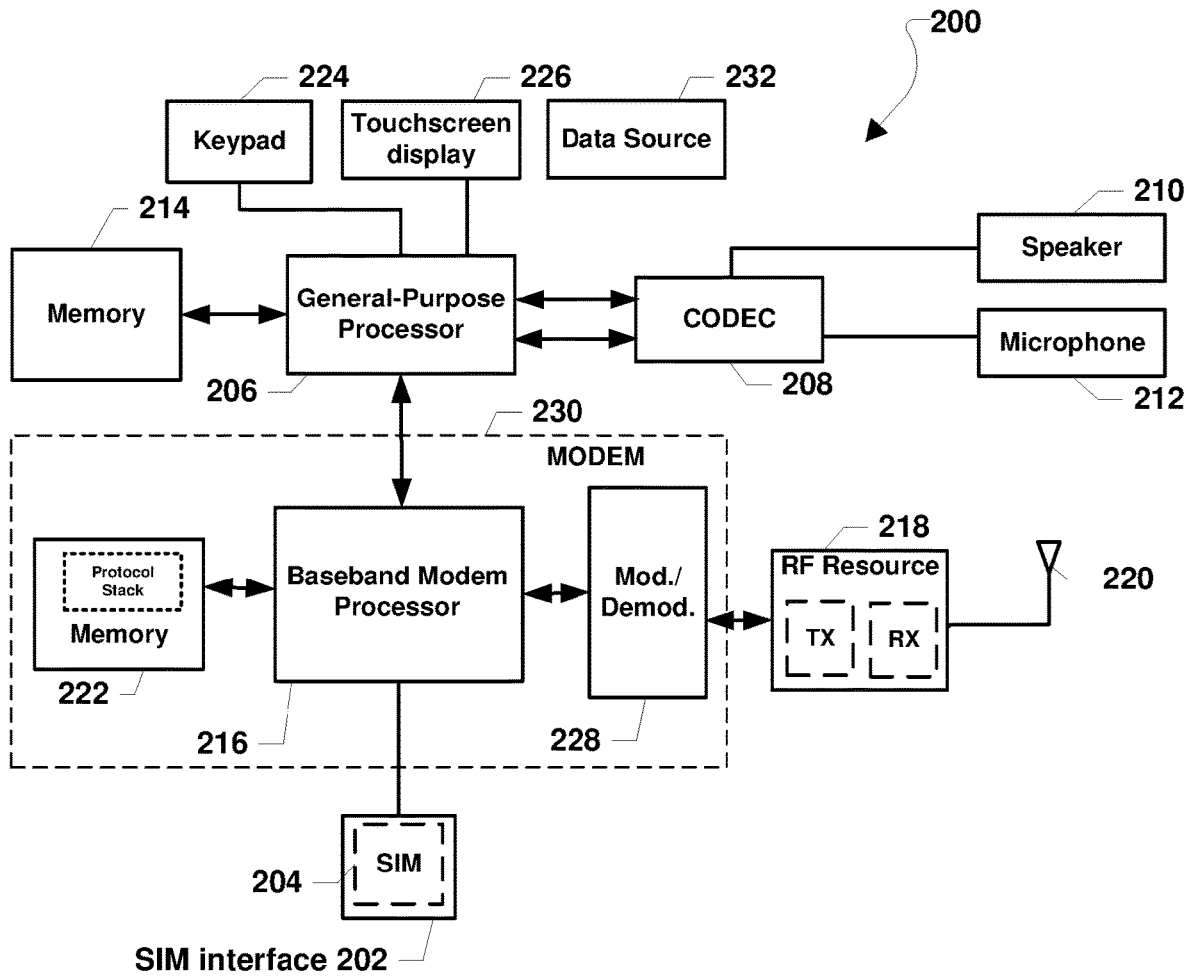 200
224
226
232
Keypad
Touchscreen
display
Data Source
214
210
Memory
General-Purpose
Processor
CODEC
Speaker
Microphone
206
208
212
230
MODEM
218
RF Resource
220
Protocol
Stack
Memory
Baseband Modem
Processor
Mod./
Demod.
TX
RX
222
216
228
204
SIM
SIM interface 202